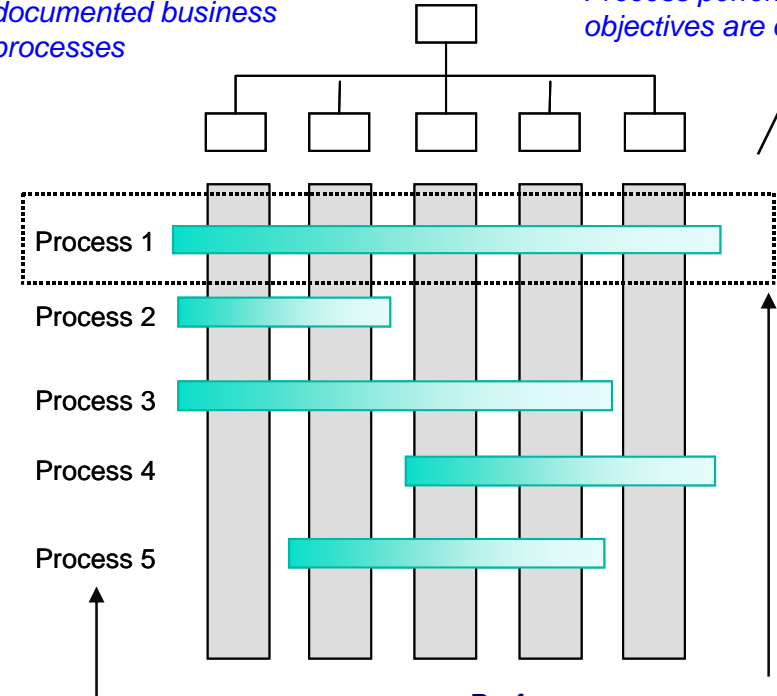 documented business
processes
objectives are
Process 1
Process 2
Process 3
Process 4
Process 5